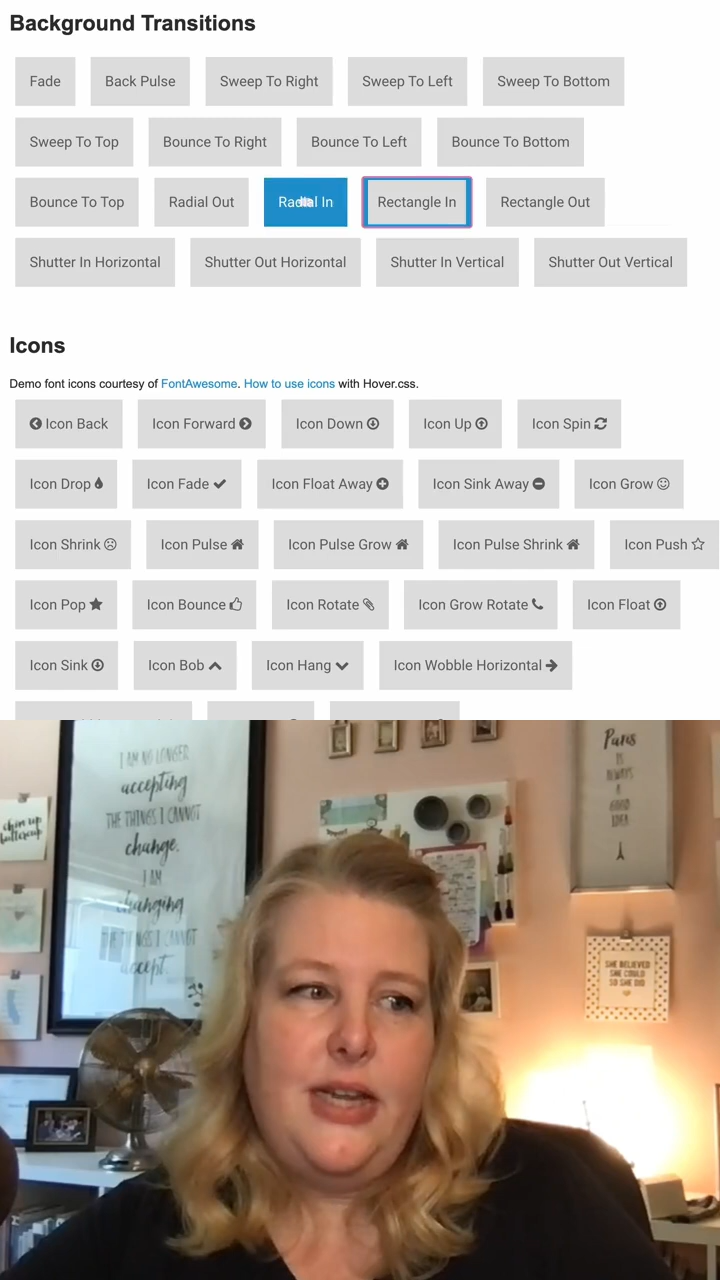 Background Transitions
Fade Back Pulse Sweep To Right Sweep To Left Sweep To Bottom
Sweep To Top Bounce To Right Bounce To Left Bounce To Bottom
Bounce To Top Radial Out Radial In Rectangle In Rectangle Out
Shutter In Horizontal Shutter Out Horizontal Shutter In Vertical Shutter Out Vertical
Icons
Demo font icons courtesy of FontAwesome. How to use icons with Hover.css.
Icon Back Icon Forward Icon Down Icon Up Icon Spin
Icon Drop Icon Fade Icon Float Away Icon Sink Away Icon Grow
Icon Shrink Icon Pulse Icon Pulse Grow Icon Pulse Shrink Icon Push
Icon Pop Icon Bounce Icon Rotate Icon Grow Rotate Icon Float
Icon Sink Icon Bob Icon Hang Icon Wobble Horizontal
chin up
buttercup
I AM NO LONGER
accepting
THE THINGS I CANNOT
change.
I AM
changing
THE THINGS I CANNOT
accept.
Paris
IS
ALWAYS
A
GOOD
IDEA
SHE BELIEVED
SHE COULD
SO SHE DID